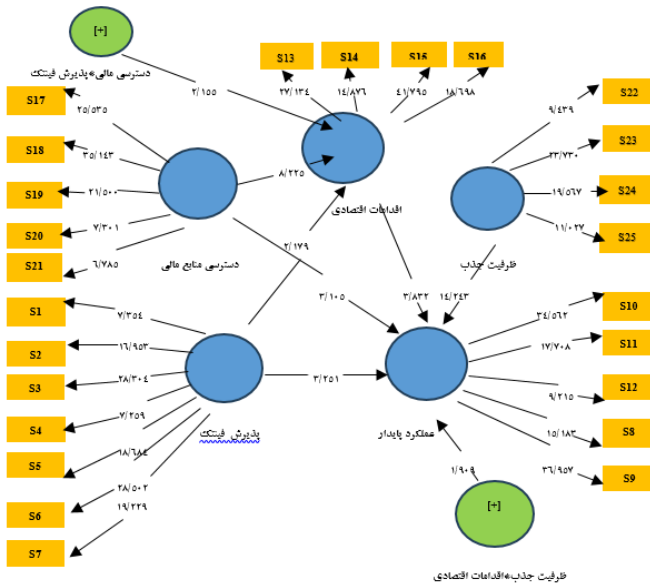 [+]
دسترسی مالی*پذیرش فینتک
S13
S14
S15
S16
۲/۱۵۵
۲۷/۱۳۴
۱۴/۸۷۶
۴۱/۷۹۵
۱۸/۶۹۸
S17
S18
S19
S20
S21
۲۵/۵۳۵
۳۵/۱۴۳
۲۱/۵۰۰
۷/۳۰۱
۶/۷۸۵
دسترسی منابع مالی
۸/۲۲۵
اقدامات اقتصادی
۲/۱۷۹
S22
S23
S24
S25
۹/۴۳۹
۲۳/۷۳۰
۱۹/۵۶۷
۱۱/۰۲۷
ظرفیت جذب
۳/۱۰۵
۳/۸۳۲
۱۴/۲۴۳
S1
S2
S3
S4
S5
S6
S7
۷/۳۵۴
۱۶/۹۵۳
۲۸/۳۰۴
۷/۲۵۹
۱۸/۶۸۴
۲۸/۵۰۲
۱۹/۲۲۹
پذیرش فینتک
۳/۲۵۱
عملکرد پایدار
S10
S11
S12
S8
S9
۳۴/۵۶۲
۱۷/۷۰۸
۹/۲۱۵
۱۵/۱۸۳
۳۶/۹۵۷
۱/۹۰۹
[+]
ظرفیت جذب*اقدامات اقتصادی